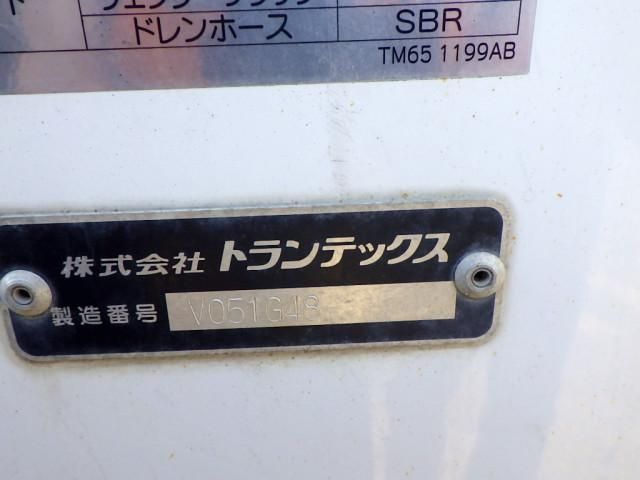 ドレンホース SBR
TM65 1199AB
株式会社 トランテックス
製造番号 V051G48